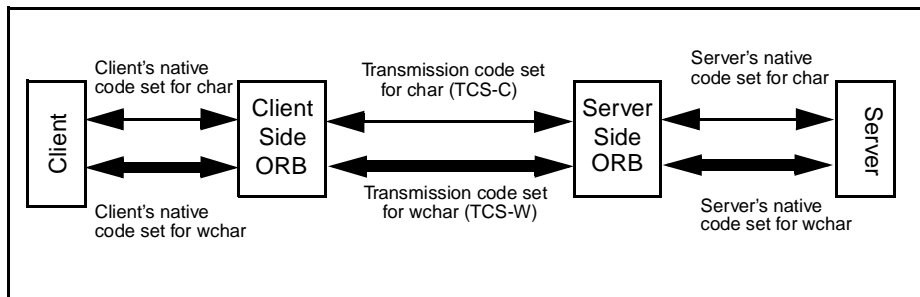 Client
Client's native
code set for char
Client's native
code set for wchar
Client
Side
ORB
Transmission code set
for char (TCS-C)
Transmission code set
for wchar (TCS-W)
Server
Side
ORB
Server's native
code set for char
Server's native
code set for wchar
Server